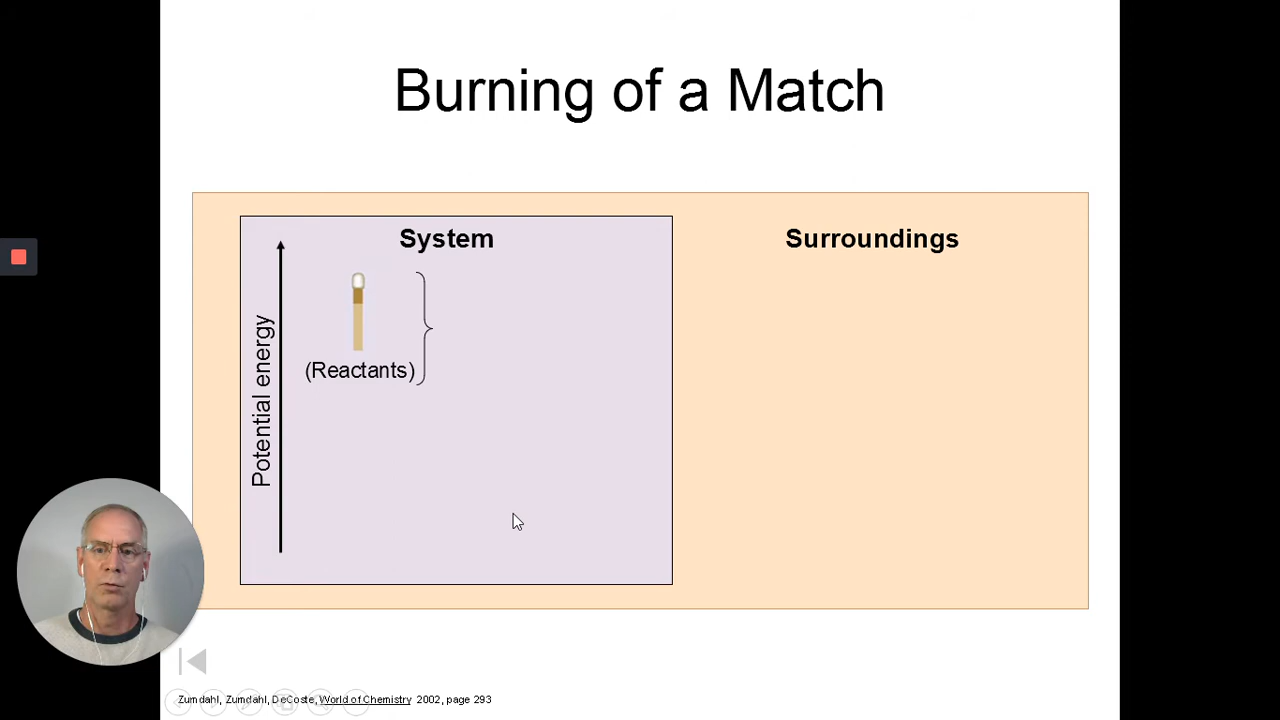 Burning of a Match
System
Surroundings
Potential energy
(Reactants)
Zumdahl, Zumdahl, DeCoste, World of Chemistry 2002, page 293